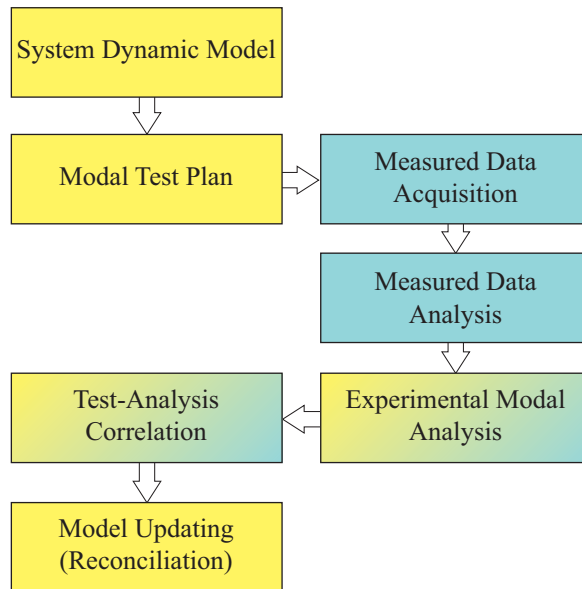 System Dynamic Model
Modal Test Plan
Measured Data
Acquisition
Measured Data
Analysis
Experimental Modal
Analysis
Test-Analysis
Correlation
Model Updating
(Reconciliation)